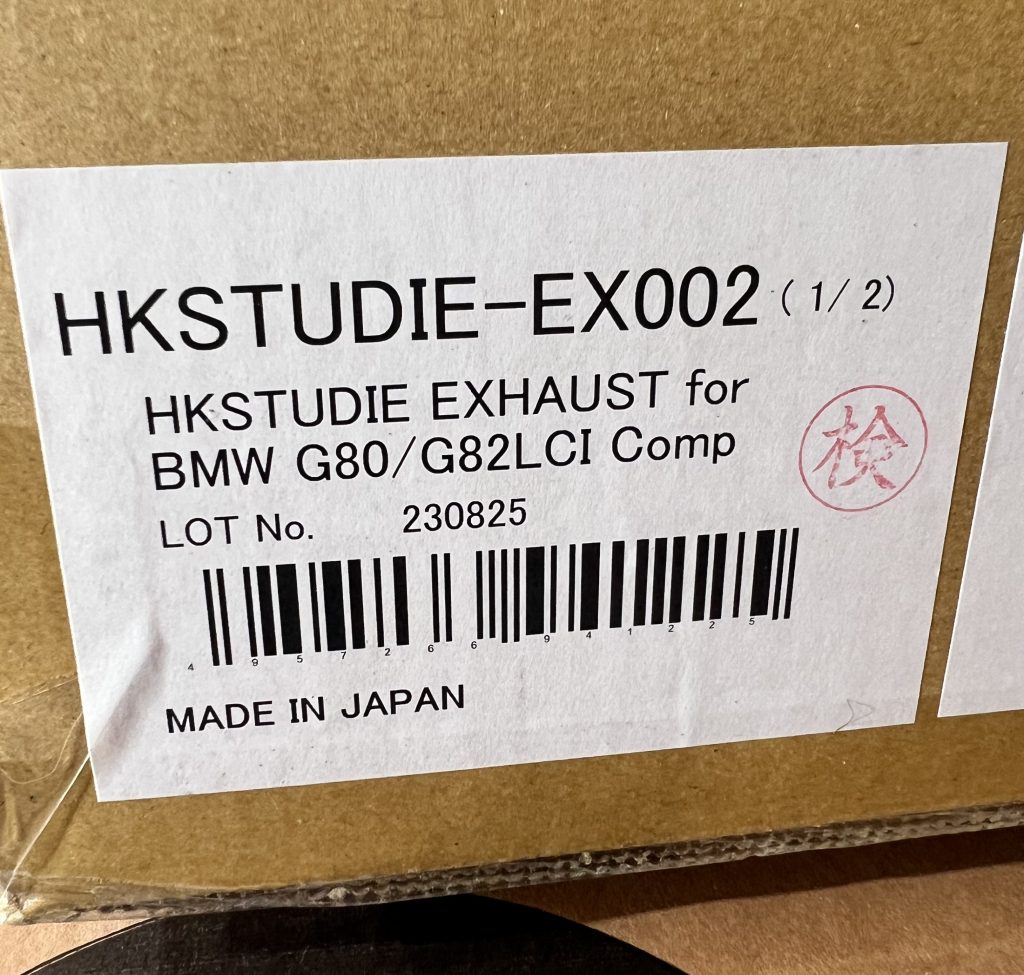 HKSTUDIE-EX002 (1/2)
HKSTUDIE EXHAUST for
BMW G80/G82LCI Comp
検
LOT No. 230825
4957266941225
MADE IN JAPAN